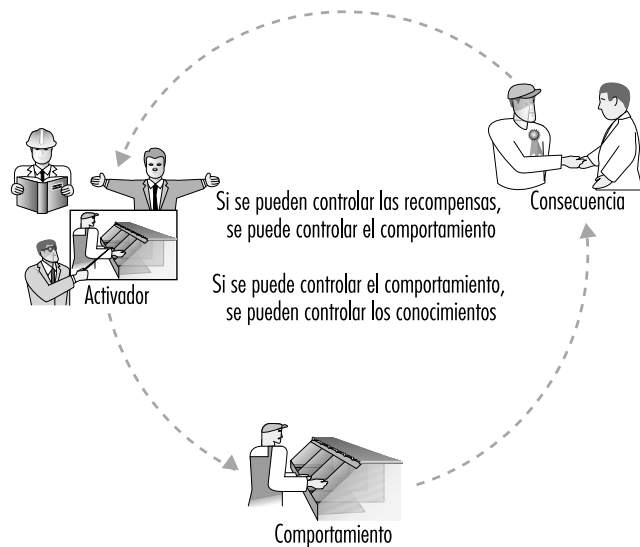 Si se pueden controlar las recompensas,
se puede controlar el comportamiento
Consecuencia
Si se puede controlar el comportamiento,
se pueden controlar los conocimientos
Activador
Comportamiento